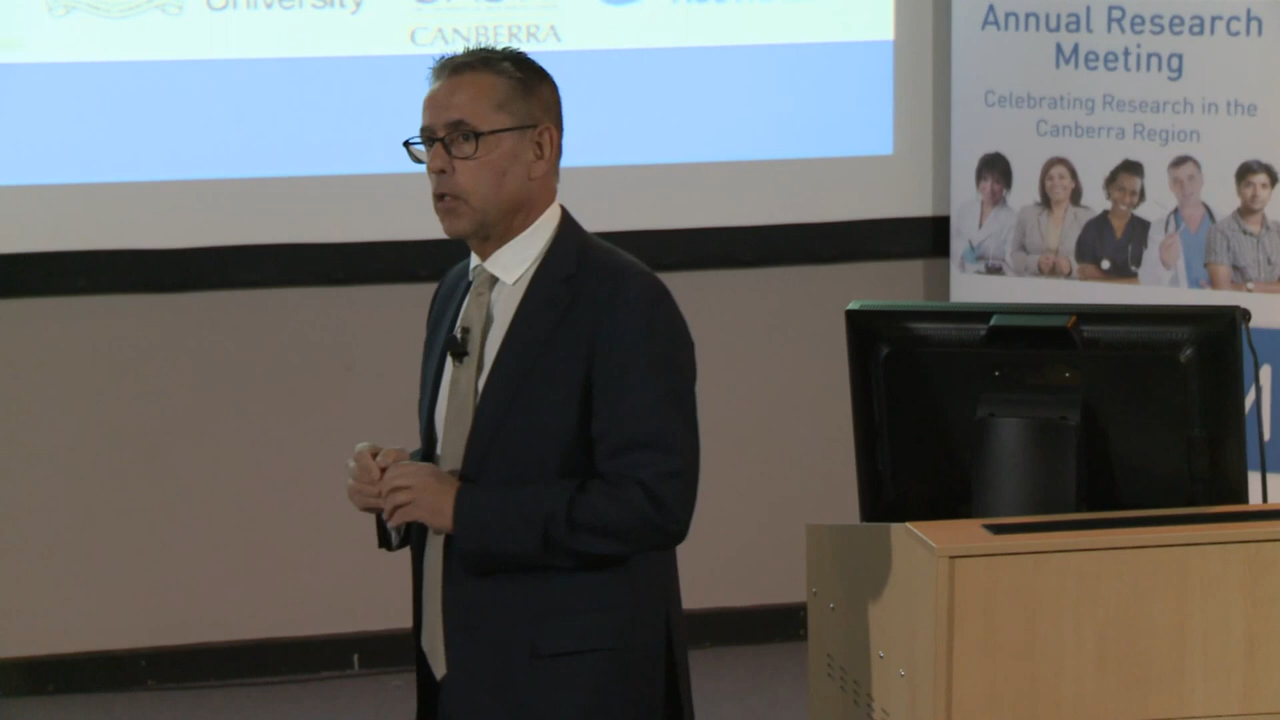 University
CANBERRA
Annual Research
Meeting
Celebrating Research in the
Canberra Region